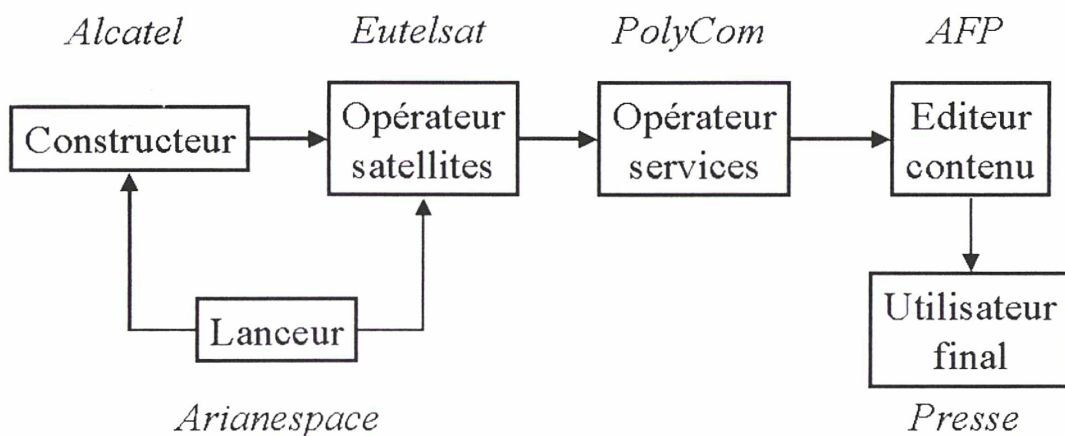 Alcatel Eutelsat PolyCom AFP
Constructeur
Opérateur
satellites
Opérateur
services
Editeur
contenu
Lanceur
Utilisateur
final
Arianespace
Presse